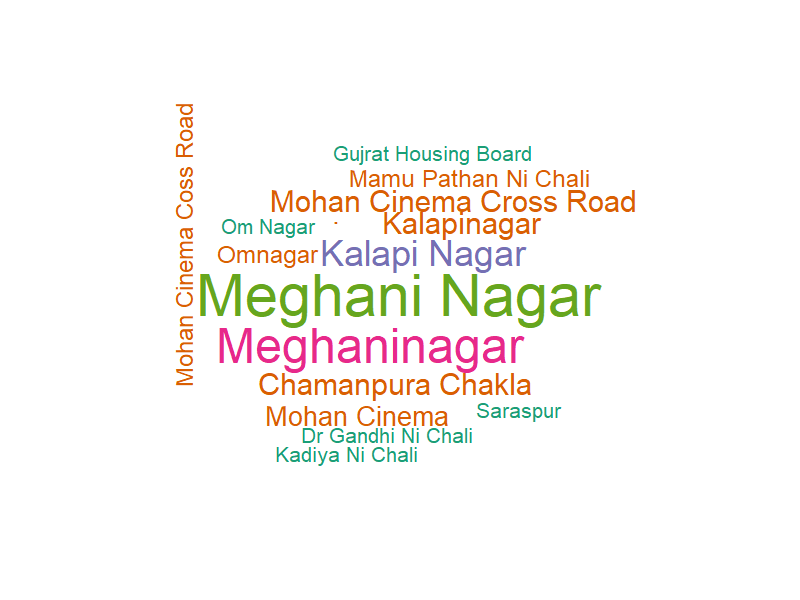 Mohan Cinema Coss Road
Gujrat Housing Board
Mamu Pathan Ni Chali
Mohan Cinema Cross Road
Om Nagar
.
Kalapinagar
Omnagar
Kalapi Nagar
Meghani Nagar
Meghaninagar
Chamanpura Chakla
Mohan Cinema
Saraspur
Dr Gandhi Ni Chali
Kadiya Ni Chali